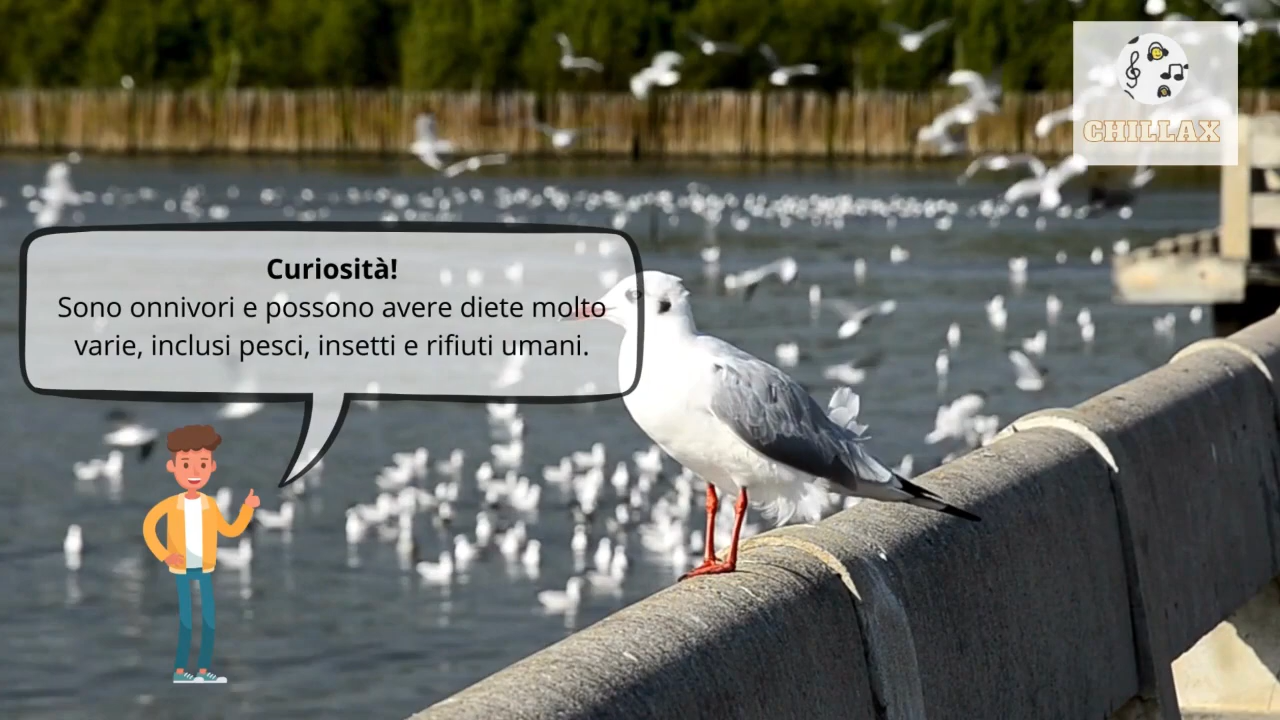 CHILLAX
Curiosità!
Sono onnivori e possono avere diete molto
varie, inclusi pesci, insetti e rifiuti umani.